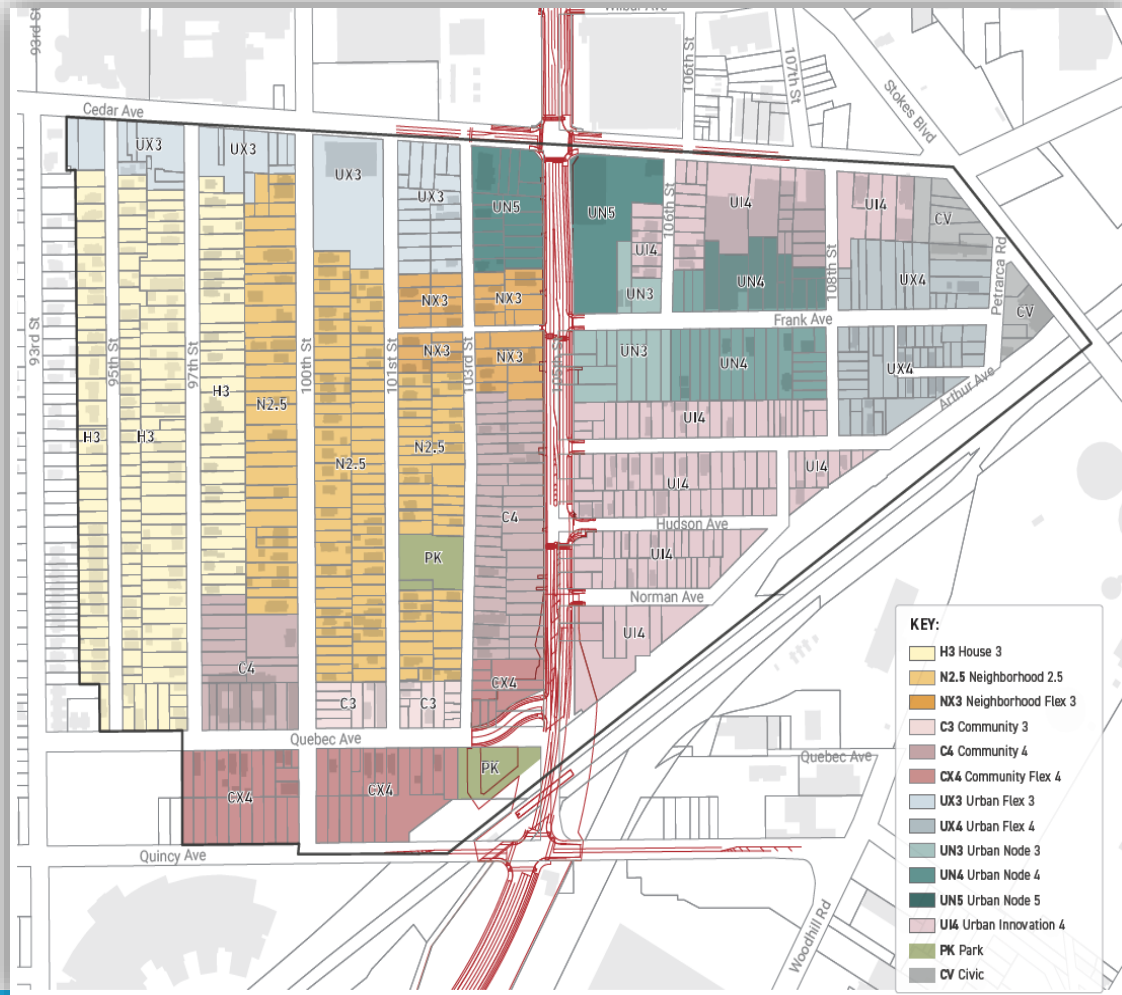 Wilbur Ave
93rd St
106th St
107th St
Stokes Blvd
Cedar Ave
UX3
UX3
UX3
UX3
UN5
UN5
106th St
UI4
UI4
UI4
CV
UI4
UN3
UN4
108th St
UX4
Petrarca Rd
CV
NX3
NX3
Frank Ave
93rd St
95th St
97th St
100th St
101st St
103rd St
105th St
NX3
NX3
UN3
UN4
UX4
Arthur Ave
H3
N2.5
H3
H3
N2.5
N2.5
UI4
UI4
UI4
C4
Hudson Ave
PK
UI4
Norman Ave
UI4
C4
CX4
C3
C3
Quebec Ave
Quebec Ave
PK
CX4
CX4
Quincy Ave
Woodhill Rd
KEY:
H3 House 3
N2.5 Neighborhood 2.5
NX3 Neighborhood Flex 3
C3 Community 3
C4 Community 4
CX4 Community Flex 4
UX3 Urban Flex 3
UX4 Urban Flex 4
UN3 Urban Node 3
UN4 Urban Node 4
UN5 Urban Node 5
UI4 Urban Innovation 4
PK Park
CV Civic